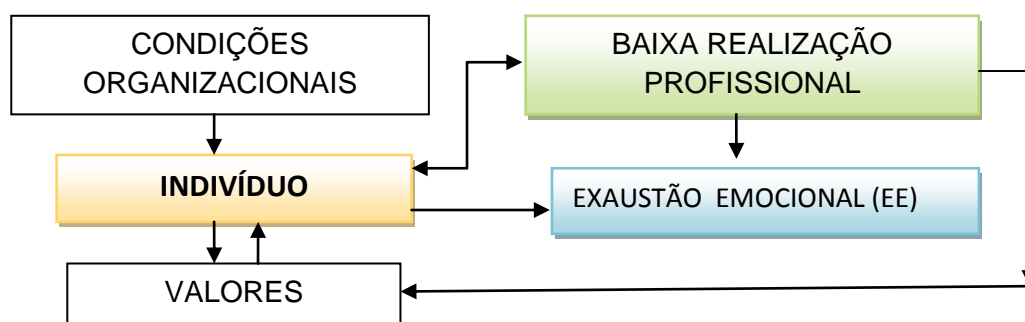 CONDIÇÕES
ORGANIZACIONAIS
BAIXA REALIZAÇÃO
PROFISSIONAL
INDIVÍDUO
EXAUSTÃO EMOCIONAL (EE)
VALORES